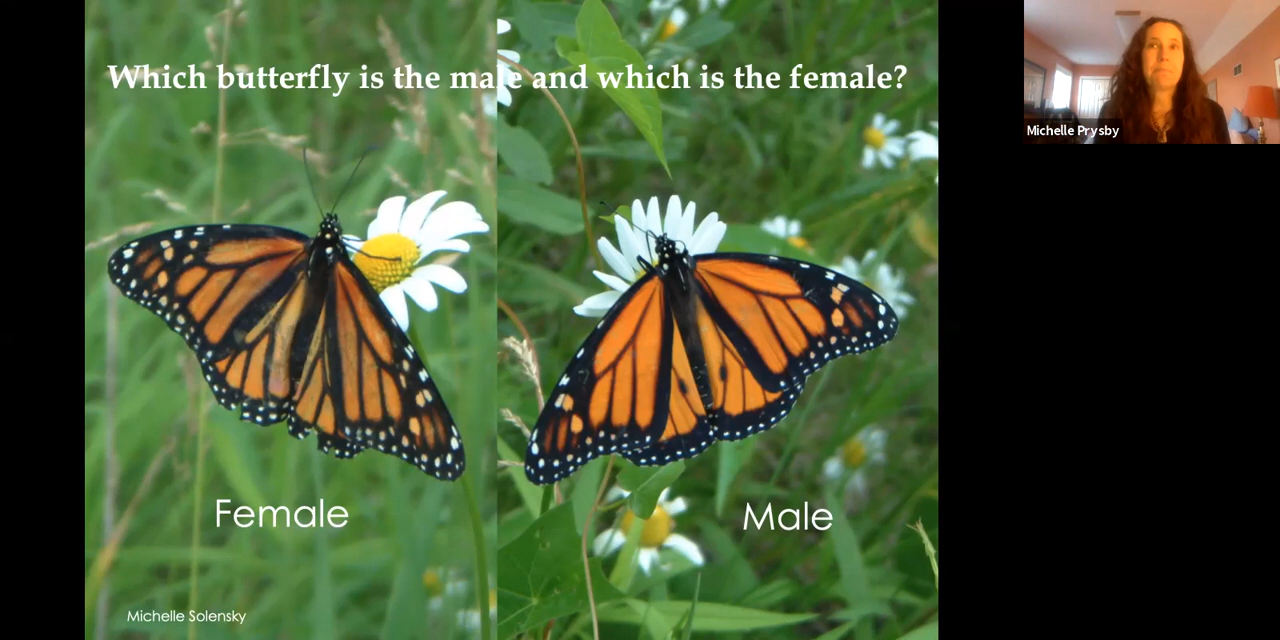 Which butterfly is the male and which is the female?
Michelle Prysby
Female
Male
Michelle Solensky